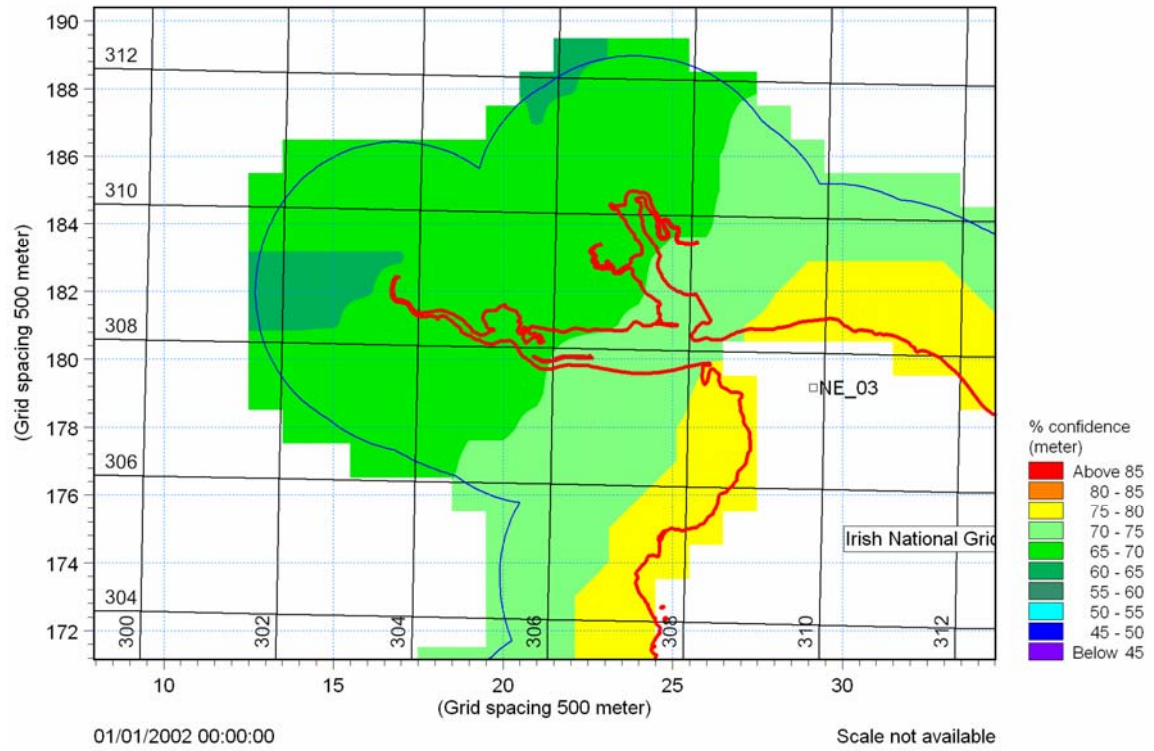 190
188
186
184
182
180
178
176
174
172
(Grid spacing 500 meter)
312
310
308
306
304
300
302
304
306
308
310
312
NE_03
Irish National Gric
10
15
20
25
30
(Grid spacing 500 meter)
01/01/2002 00:00:00
Scale not available
% confidence
(meter)
Above 85
80 - 85
75 - 80
70 - 75
65 - 70
60 - 65
55 - 60
50 - 55
45 - 50
Below 45